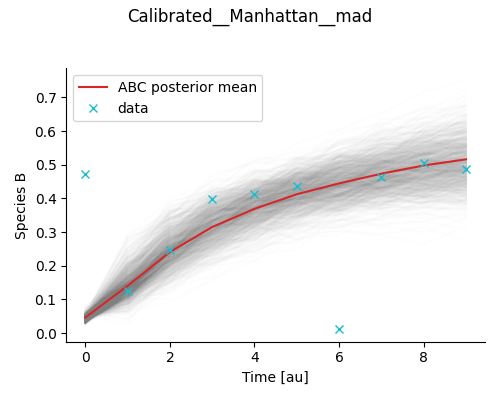 Calibrated__Manhattan__mad
ABC posterior mean
data
Species B
0.7
0.6
0.5
0.4
0.3
0.2
0.1
0.0
0 2 4 6 8
Time [au]